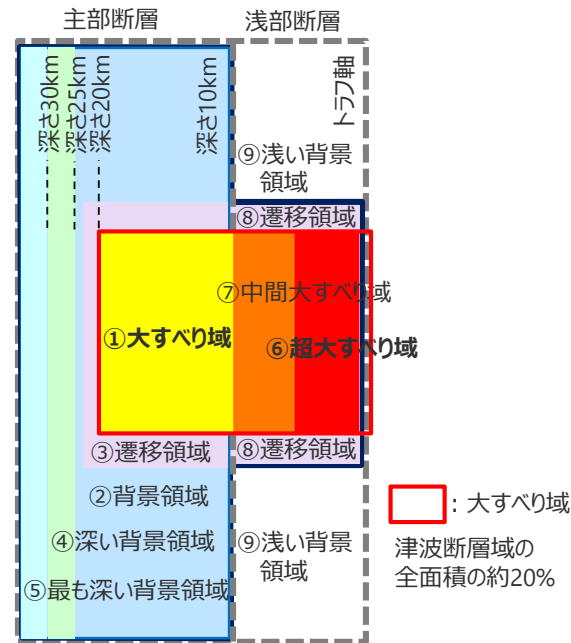 主部断層
浅部断層
深さ30km
深さ25km
深さ20km
深さ10km
トラフ軸
⑨浅い背景
領域
⑧遷移領域
⑦中間大すべり域
①大すべり域
⑥超大すべり域
③遷移領域
⑧遷移領域
②背景領域
④深い背景領域
⑨浅い背景
領域
⑤最も深い背景領域
：大すべり域
津波断層域の
全面積の約20%